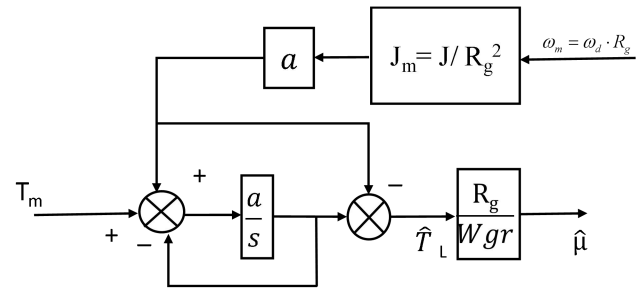 a
J_m = J / R_g^2
ω_m = ω_d · R_g
T_m
+
+
−
a/s
−
T̂_L
R_g/Wgr
μ̂